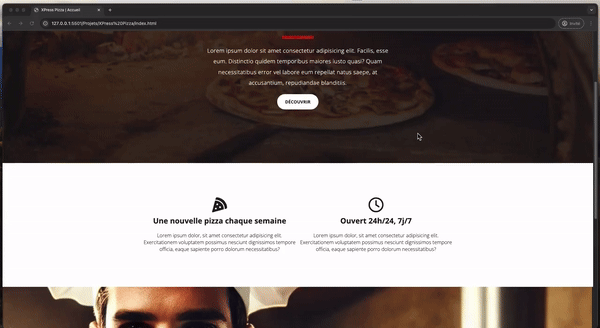 XPress Pizza | Accueil
127.0.0.1:5501/Projets/XPress%20Pizza/index.html
Invité
Lorem ipsum dolor sit amet consectetur adipisicing elit. Facilis, esse
eum. Distinctio quidem temporibus maiores iusto quasi? Quam
necessitatibus error vel labore eum repellat natus saepe, at
accusantium, repudiandae blanditiis.
DÉCOUVRIR
Une nouvelle pizza chaque semaine
Lorem ipsum dolor, sit amet consectetur adipisicing elit.
Exercitationem voluptatem possimus nesciunt dignissimos tempore
officia, eaque sapiente porro dolorum necessitatibus?
Ouvert 24h/24, 7j/7
Lorem ipsum dolor, sit amet consectetur adipisicing elit.
Exercitationem voluptatem possimus nesciunt dignissimos tempore
officia, eaque sapiente porro dolorum necessitatibus?